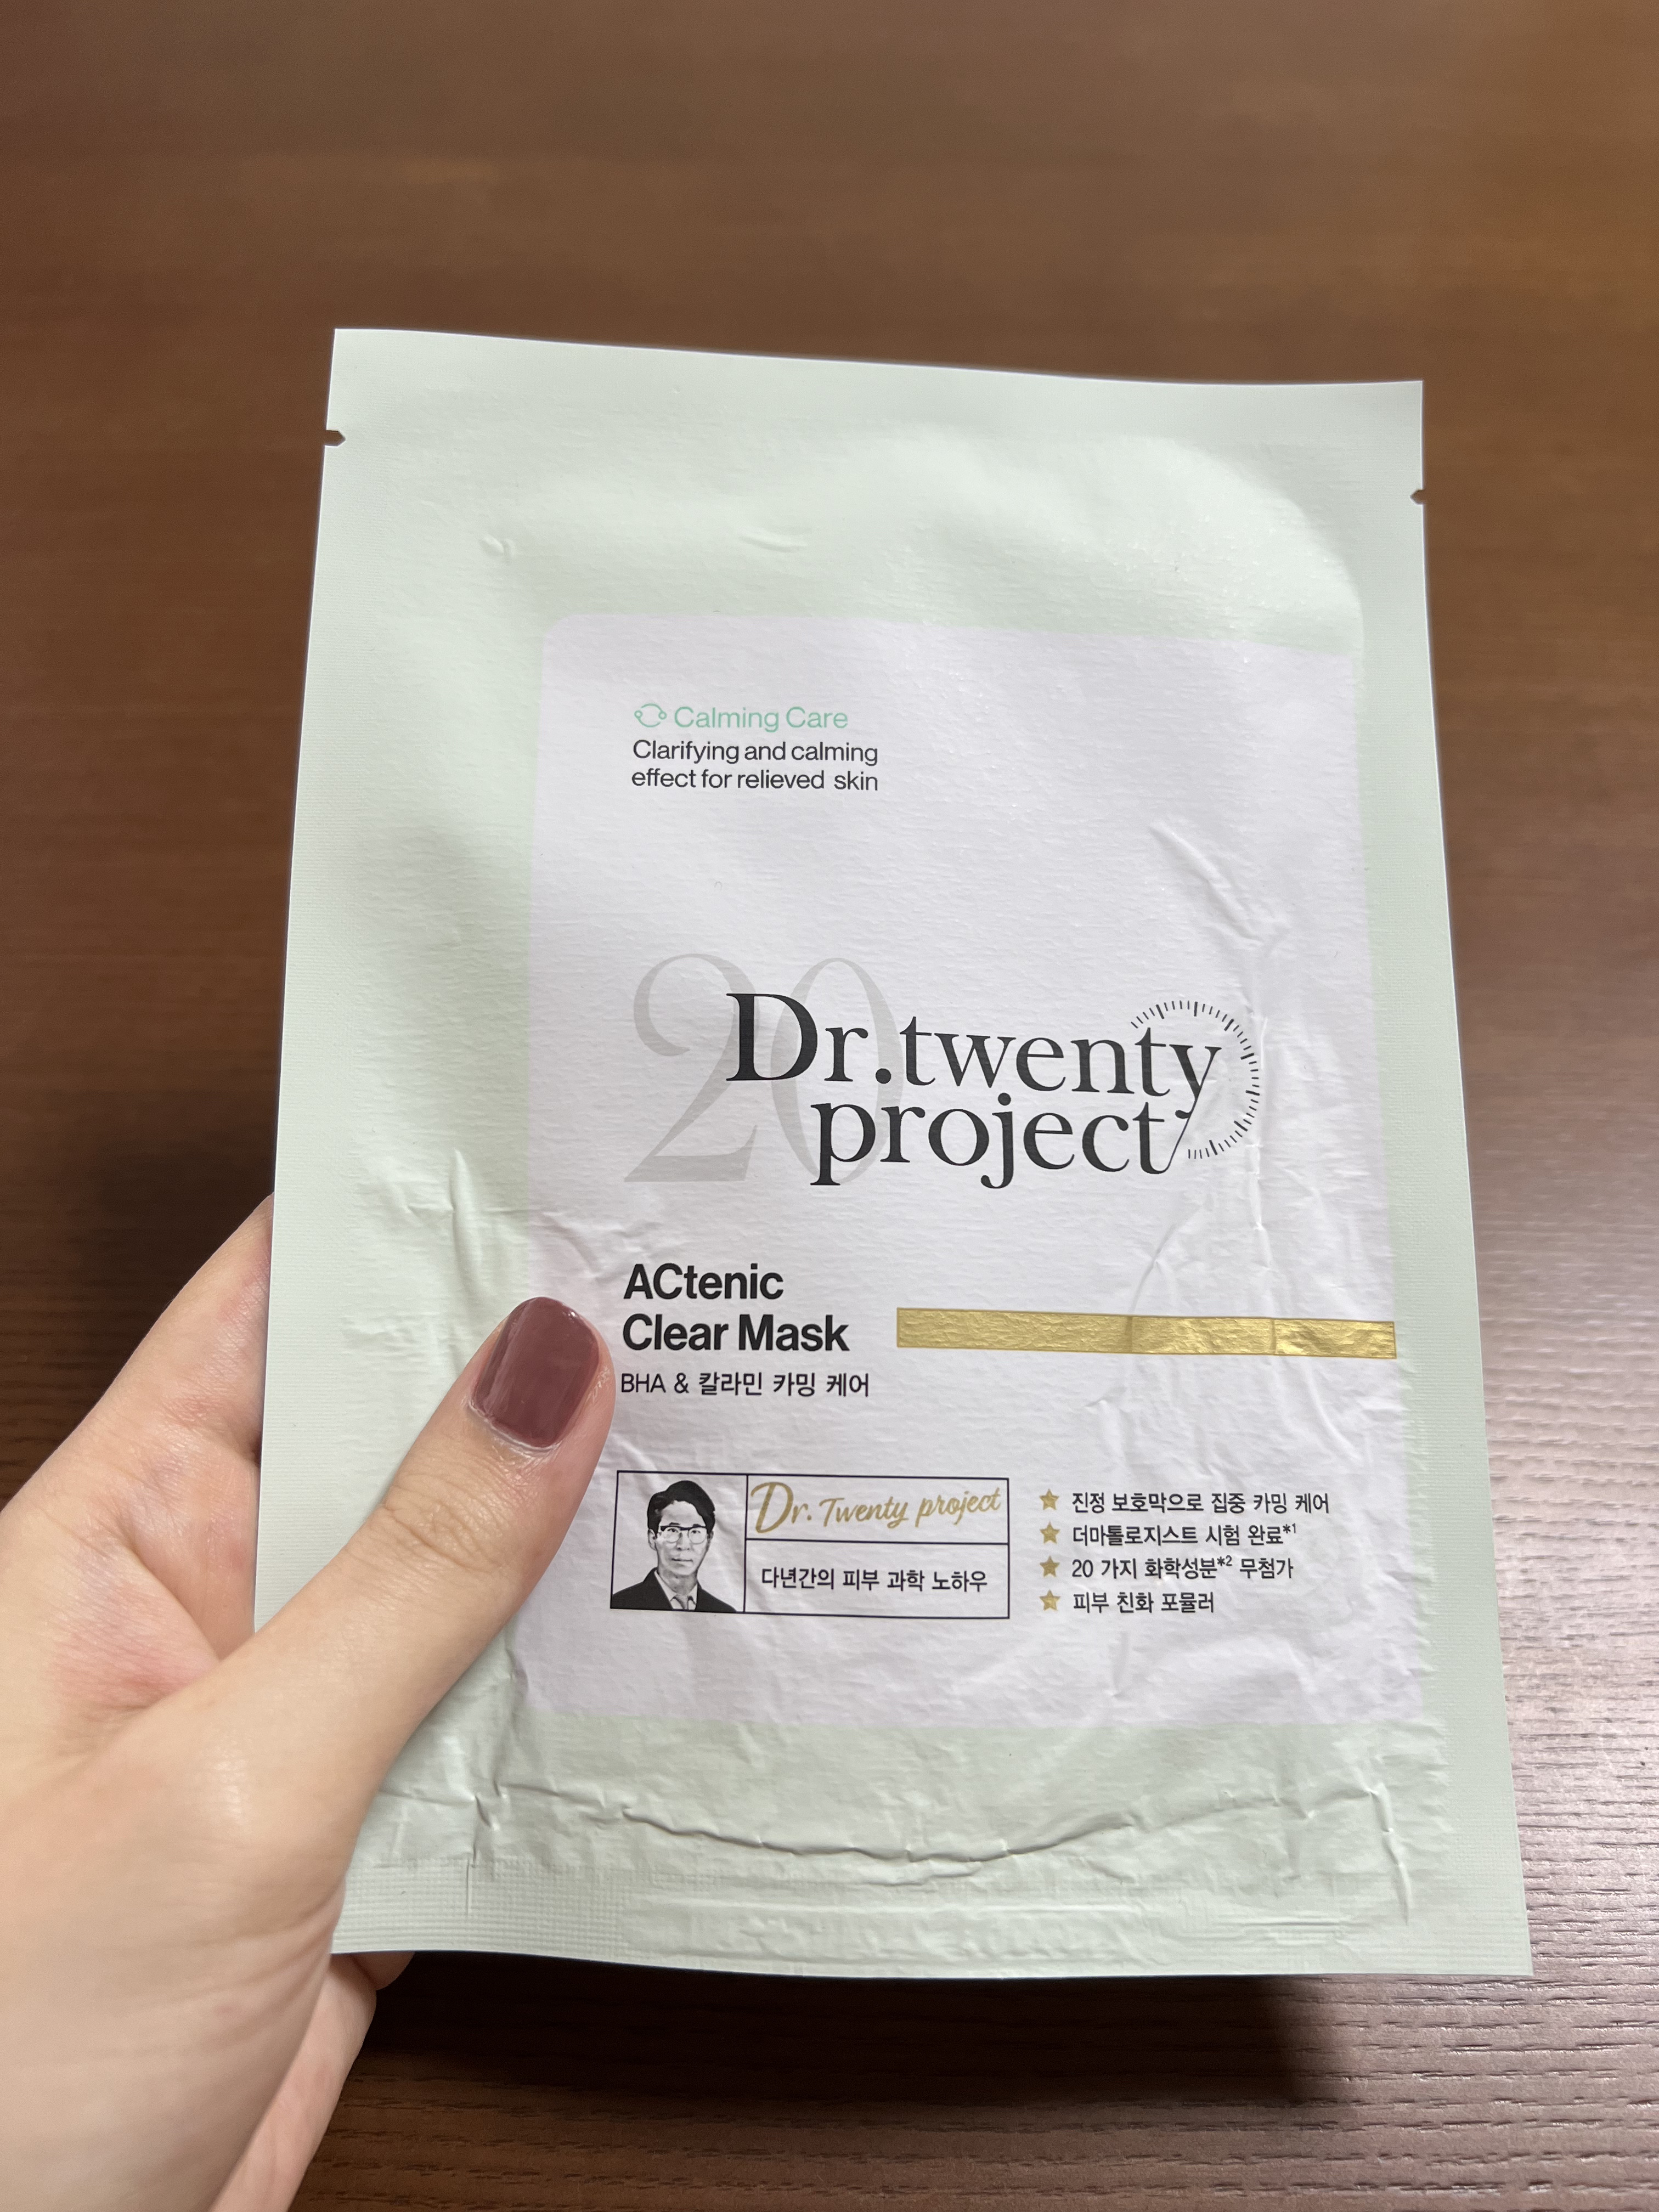 Calming Care
Clarifying and calming
effect for relieved skin
20
Dr.twenty
project
ACtenic
Clear Mask
BHA & 칼라민 카밍 케어
Dr. Twenty project
다년간의 피부 과학 노하우
진정 보호막으로 집중 카밍 케어
더마톨로지스트 시험 완료*1
20 가지 화학성분*2 무첨가
피부 친화 포뮬러